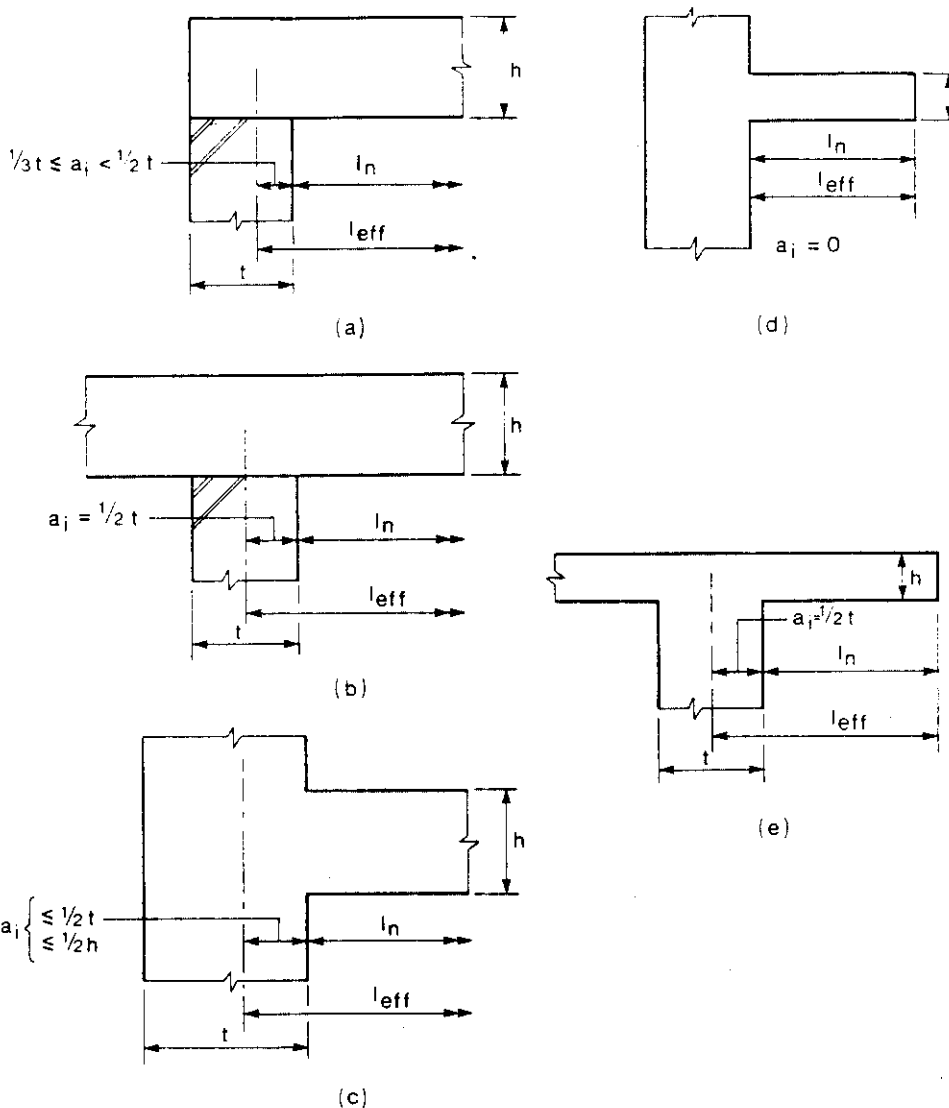 h
1/3 t ≤ a_i < 1/2 t
l_n
l_eff
t
(a)
l_n
l_eff
a_i = 0
(d)
h
a_i = 1/2 t
l_n
l_eff
t
(b)
h
a_i=1/2 t
l_n
l_eff
t
(e)
h
a_i { ≤ 1/2 t
≤ 1/2 h
l_n
l_eff
t
(c)